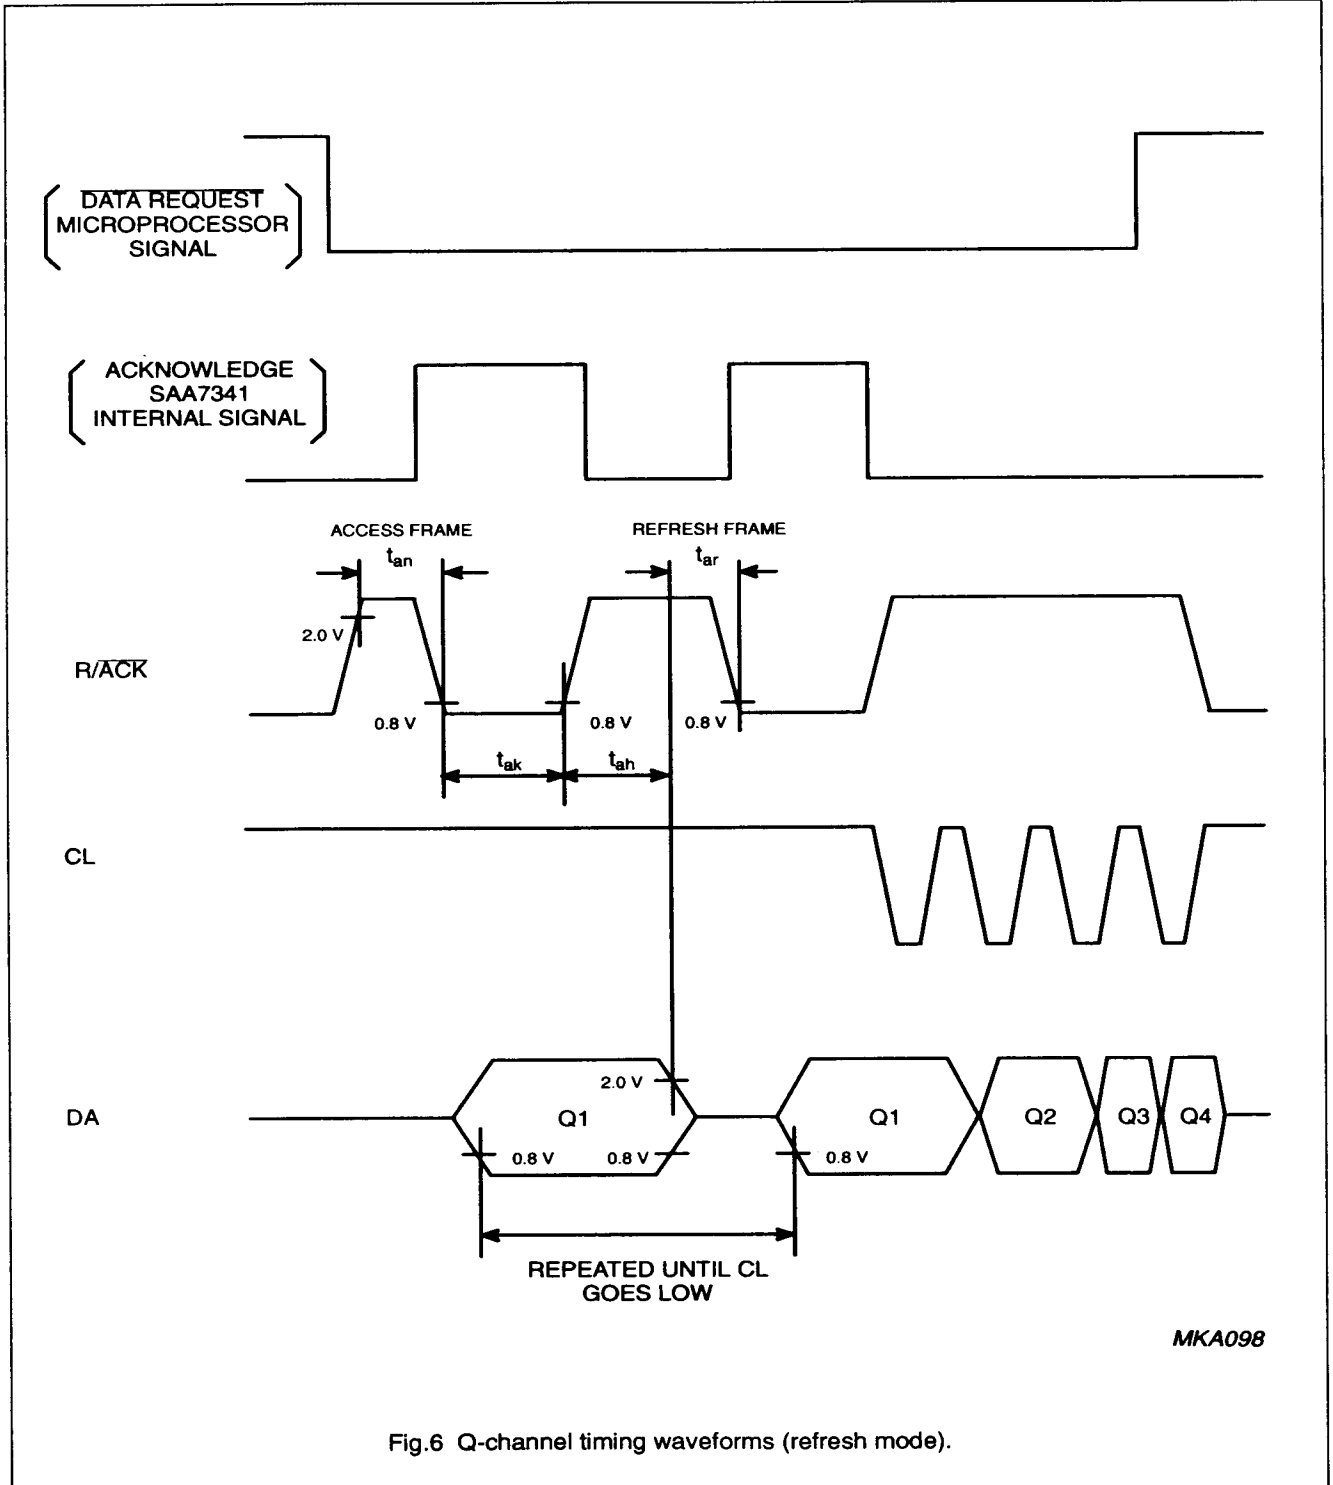 DATA REQUEST
MICROPROCESSOR
SIGNAL
ACKNOWLEDGE
SAA7341
INTERNAL SIGNAL
ACCESS FRAME
REFRESH FRAME
tan
tar
2.0 V
R/ACK
0.8 V
0.8 V
0.8 V
tak
tah
CL
2.0 V
DA
Q1
Q1
Q2
Q3
Q4
0.8 V
0.8 V
0.8 V
REPEATED UNTIL CL
GOES LOW
MKA098
Fig.6 Q-channel timing waveforms (refresh mode).